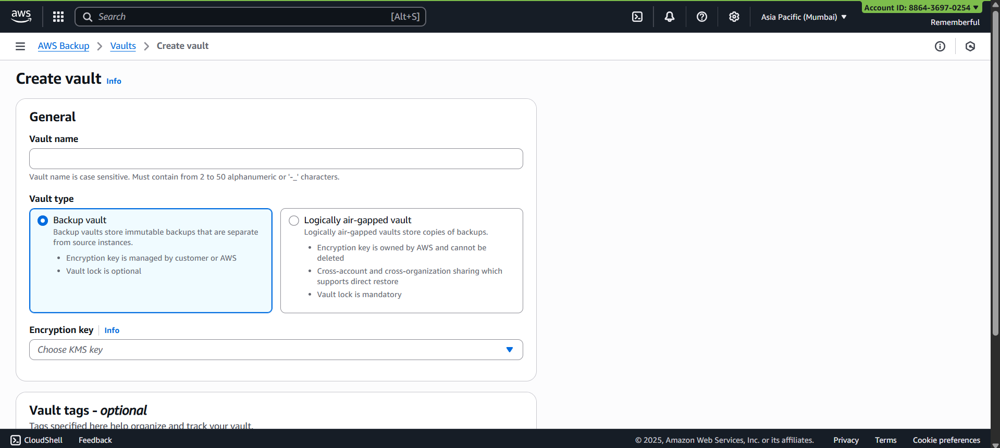 aws
Search [Alt+S]
Asia Pacific (Mumbai)
Account ID: 8864-3697-0254
Rememberful
AWS Backup > Vaults > Create vault
Create vault Info
General
Vault name
Vault name is case sensitive. Must contain from 2 to 50 alphanumeric or '-_' characters.
Vault type
Backup vault
Backup vaults store immutable backups that are separate
from source instances.
• Encryption key is managed by customer or AWS
• Vault lock is optional
Logically air-gapped vault
Logically air-gapped vaults store copies of backups.
• Encryption key is owned by AWS and cannot be
deleted
• Cross-account and cross-organization sharing which
supports direct restore
• Vault lock is mandatory
Encryption key Info
Choose KMS key
Vault tags - optional
Tags specified here help organize and track your vault.
CloudShell Feedback © 2025, Amazon Web Services, Inc. or its affiliates. Privacy Terms Cookie preferences